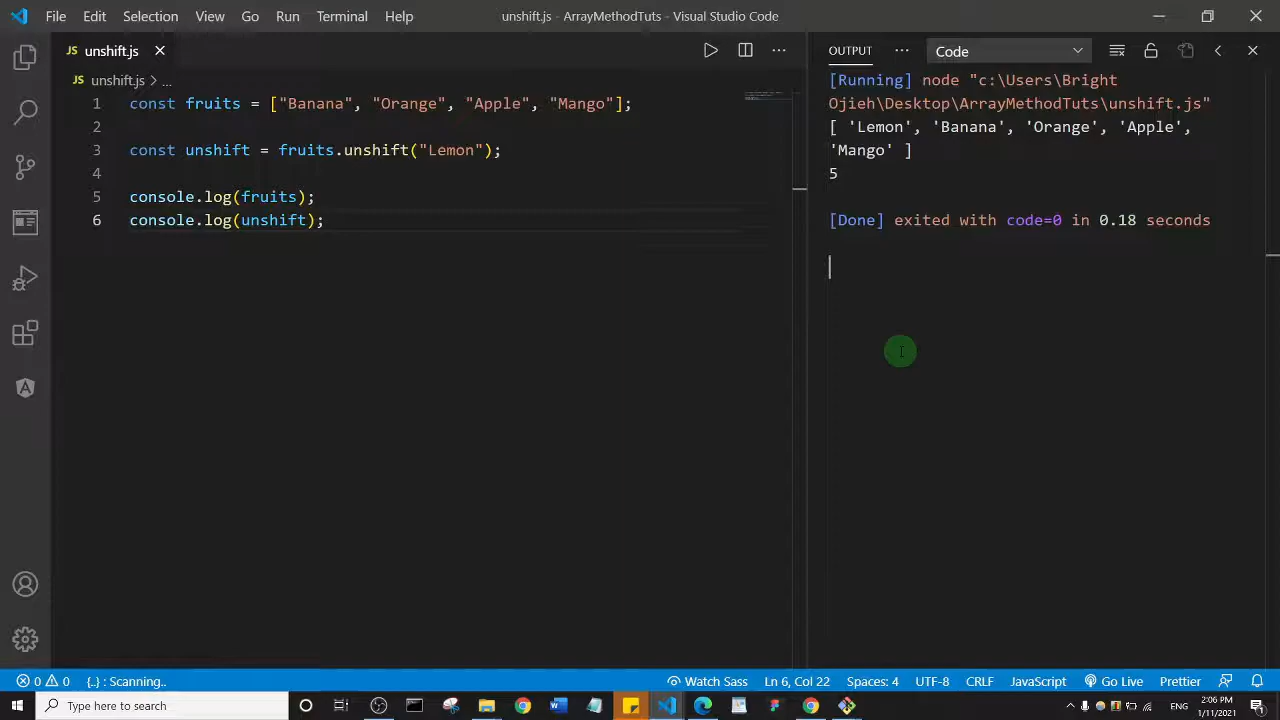 File Edit Selection View Go Run Terminal Help unshift.js - ArrayMethodTuts - Visual Studio Code
JS unshift.js
JS unshift.js > ...
1 const fruits = ["Banana", "Orange", "Apple", "Mango"];
2
3 const unshift = fruits.unshift("Lemon");
4
5 console.log(fruits);
6 console.log(unshift);
OUTPUT ... Code
[Running] node "c:\Users\Bright
Ojieh\Desktop\ArrayMethodTuts\unshift.js"
[ 'Lemon', 'Banana', 'Orange', 'Apple',
'Mango' ]
5
[Done] exited with code=0 in 0.18 seconds
0 0 {..} : Scanning.. Watch Sass Ln 6, Col 22 Spaces: 4 UTF-8 CRLF JavaScript Go Live Prettier
Type here to search ENG 2:06 PM
1/11/2021